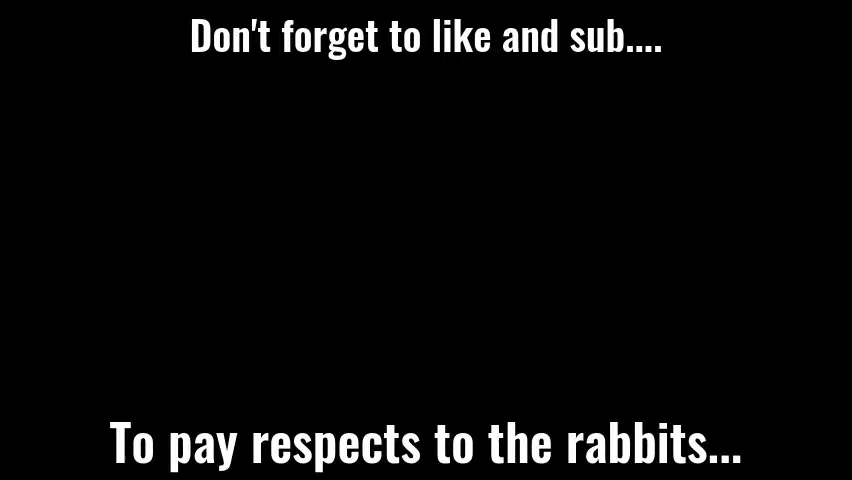 Don't forget to like and sub....
To pay respects to the rabbits...